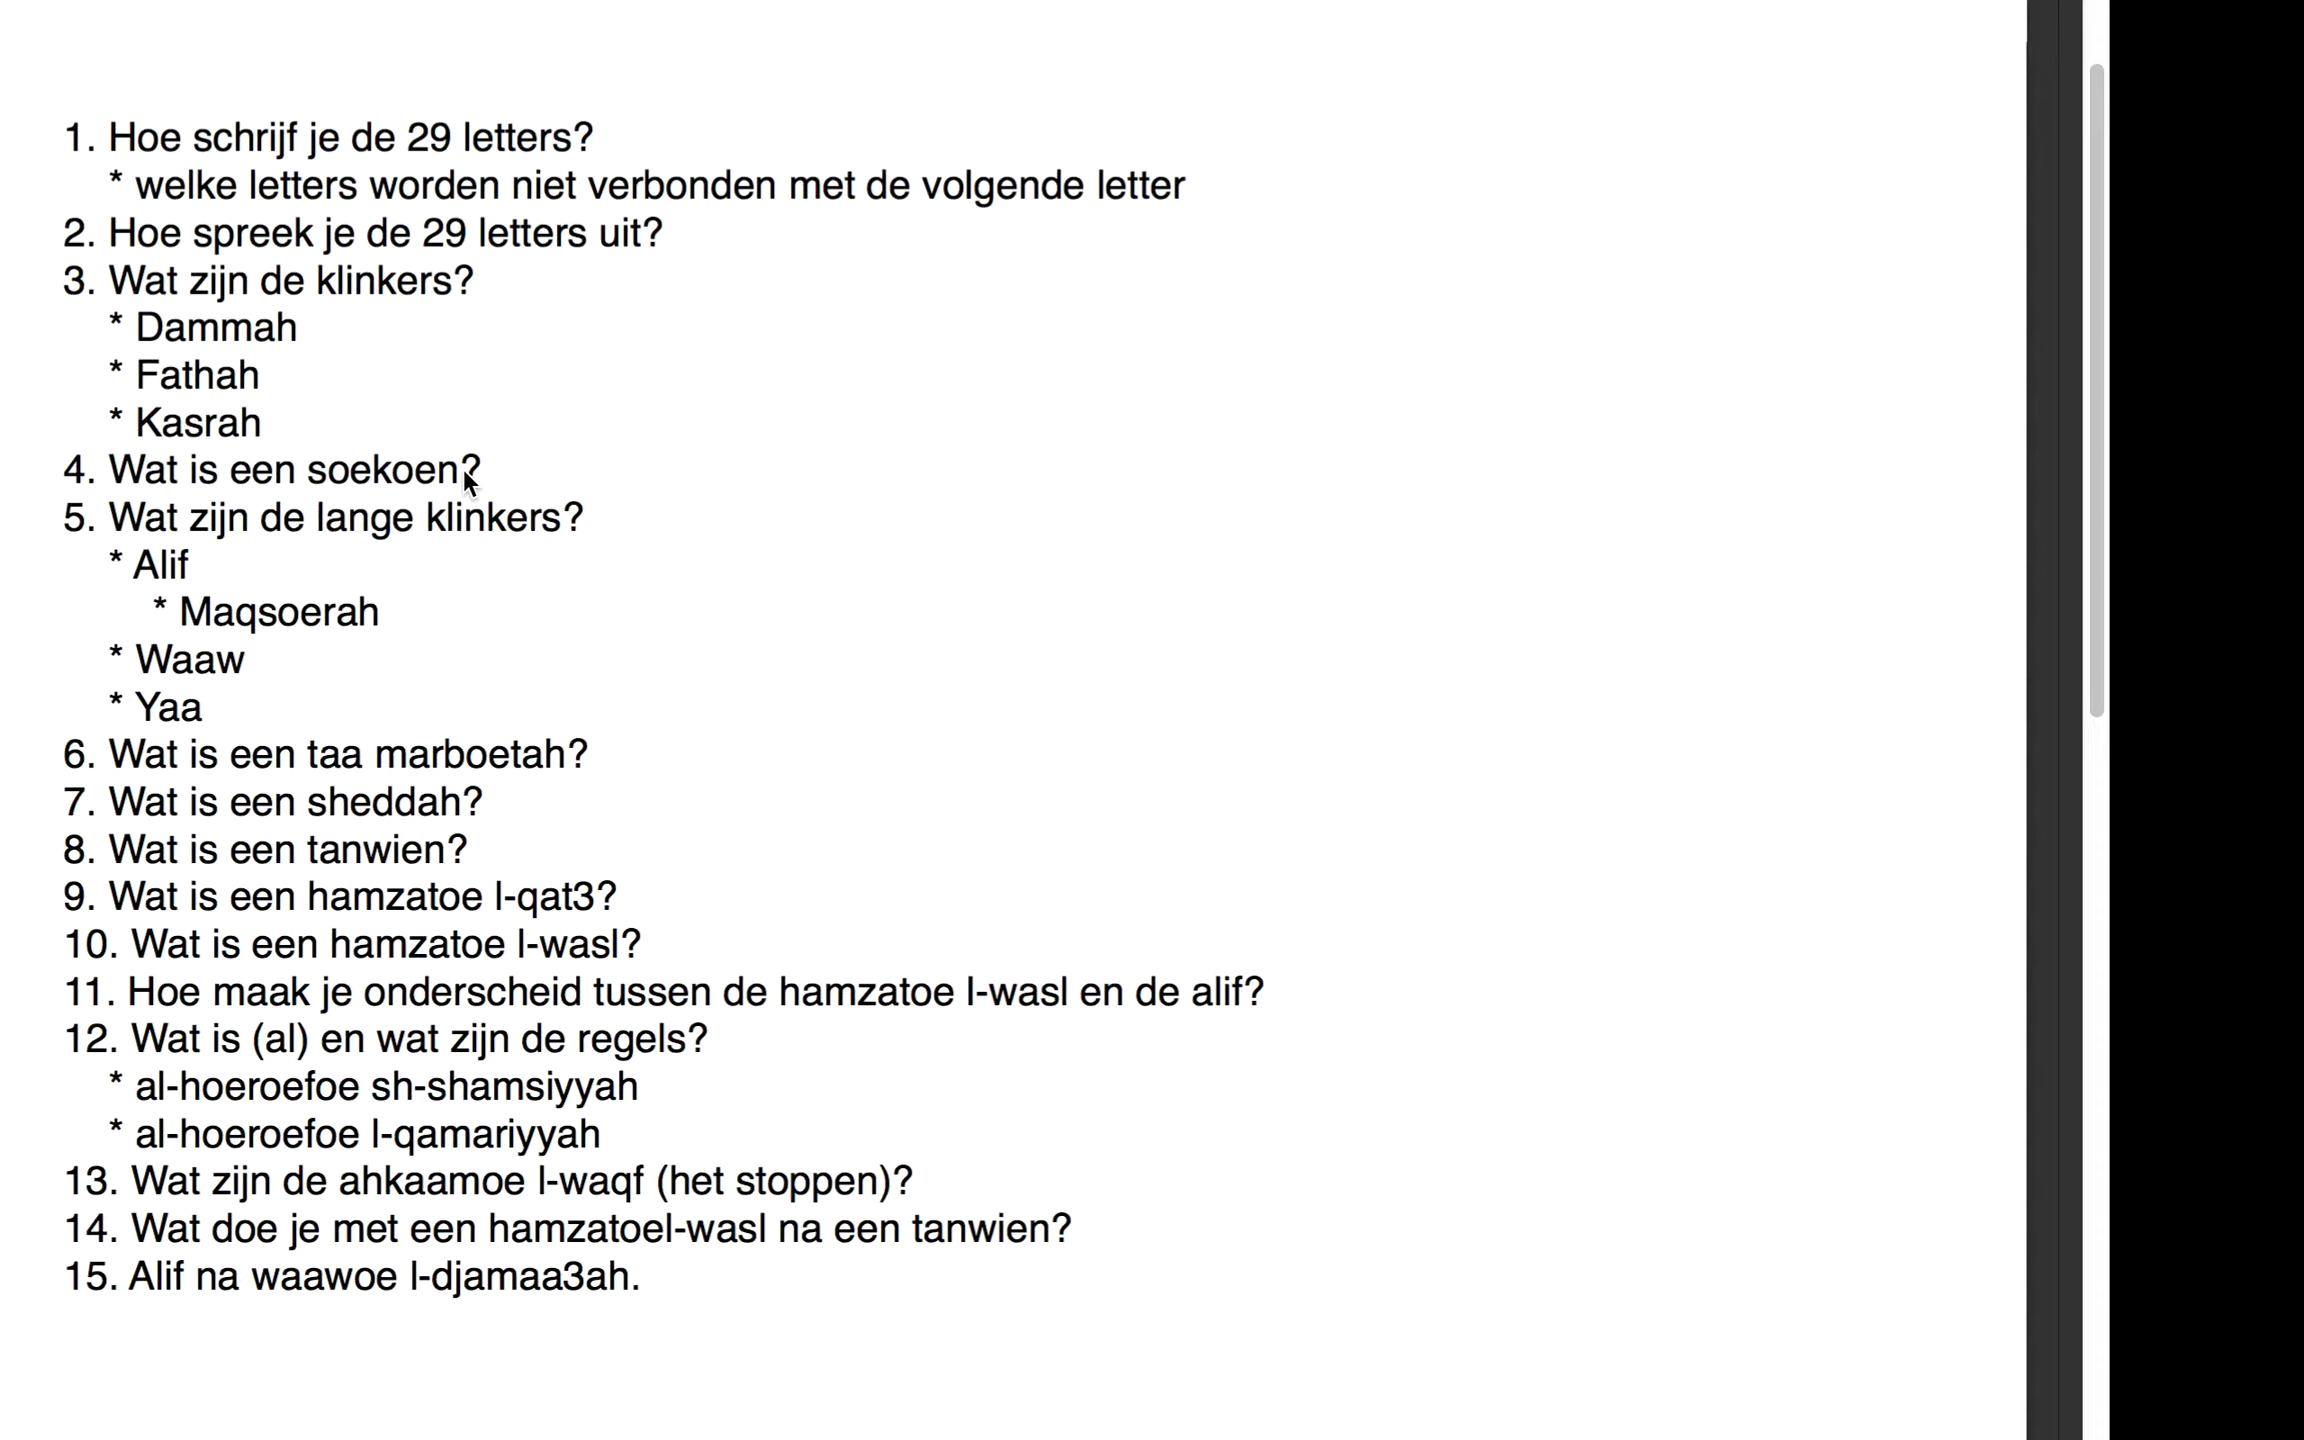 1. Hoe schrijf je de 29 letters?
* welke letters worden niet verbonden met de volgende letter
2. Hoe spreek je de 29 letters uit?
3. Wat zijn de klinkers?
* Dammah
* Fathah
* Kasrah
4. Wat is een soekoen?
5. Wat zijn de lange klinkers?
* Alif
* Maqsoerah
* Waaw
* Yaa
6. Wat is een taa marboetah?
7. Wat is een sheddah?
8. Wat is een tanwien?
9. Wat is een hamzatoe l-qat3?
10. Wat is een hamzatoe l-wasl?
11. Hoe maak je onderscheid tussen de hamzatoe l-wasl en de alif?
12. Wat is (al) en wat zijn de regels?
* al-hoeroefoe sh-shamsiyyah
* al-hoeroefoe l-qamariyyah
13. Wat zijn de ahkaamoe l-waqf (het stoppen)?
14. Wat doe je met een hamzatoel-wasl na een tanwien?
15. Alif na waawoe l-djamaa3ah.